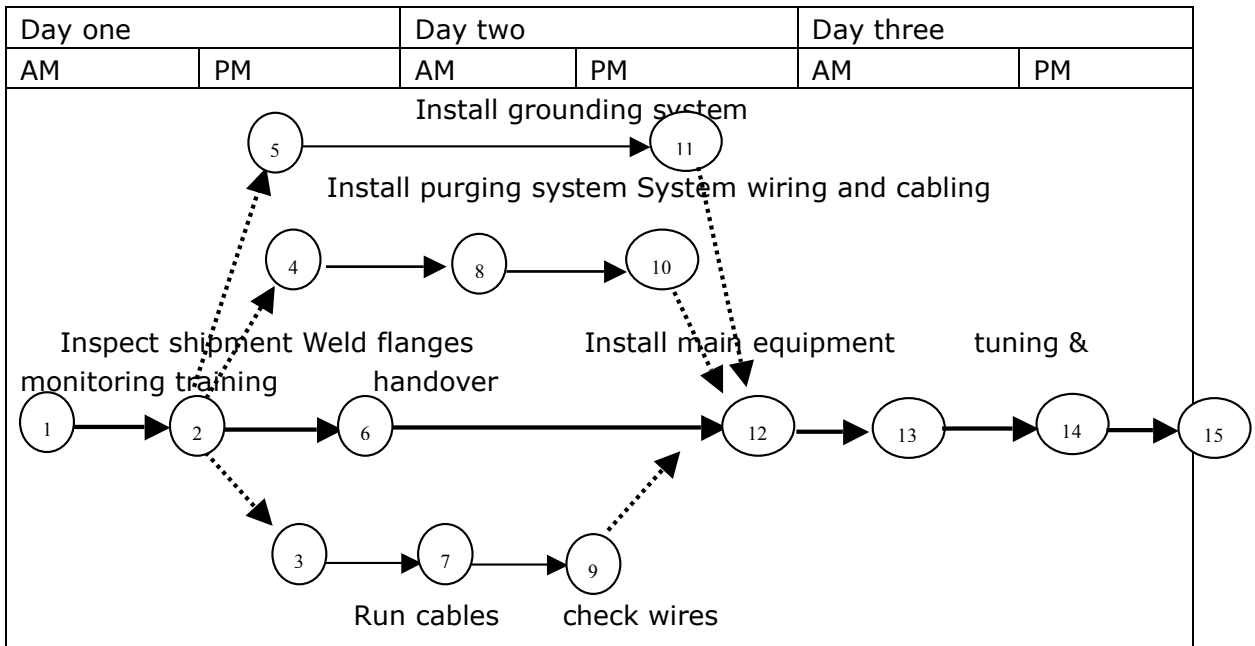 Day one Day two Day three
AM PM AM PM AM PM
Install grounding system
5 11
Install purging system System wiring and cabling
4 8 10
Inspect shipment Weld flanges Install main equipment tuning &
monitoring training handover
1 2 6 12 13 14 15
3 7 9
Run cables check wires